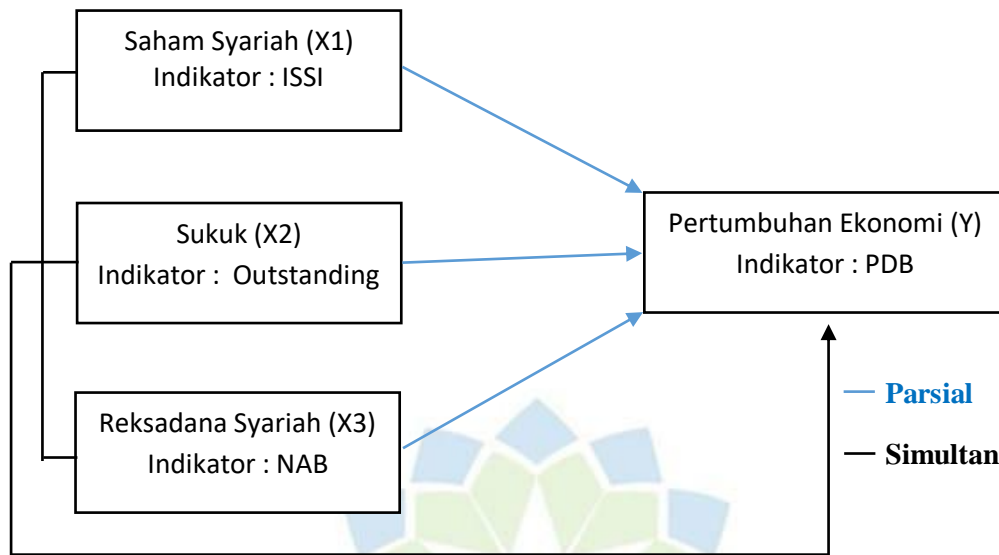 Saham Syariah (X1)
Indikator : ISSI
Sukuk (X2)
Indikator :  Outstanding
Reksadana Syariah (X3)
Indikator : NAB
Pertumbuhan Ekonomi (Y)
Indikator : PDB
Parsial
Simultan